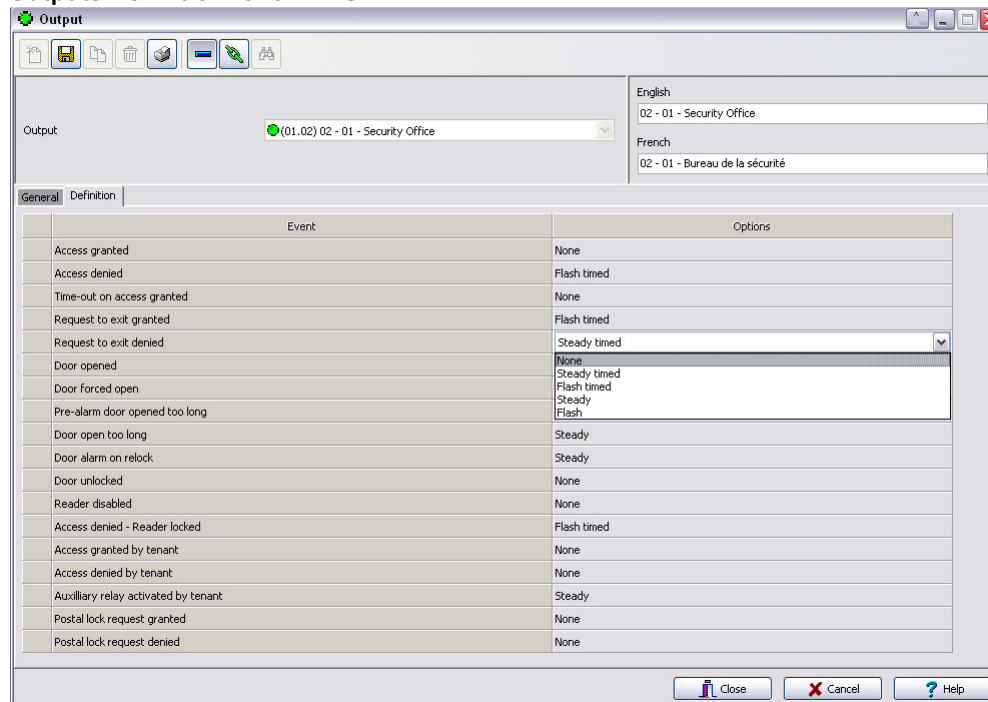 Output
English
02 - 01 - Security Office
Output
(01.02) 02 - 01 - Security Office
French
02 - 01 - Bureau de la sécurité
General Definition
Event Options
Access granted None
Access denied Flash timed
Time-out on access granted None
Request to exit granted Flash timed
Request to exit denied Steady timed
Door opened None
Steady timed
Door forced open Flash timed
Steady
Pre-alarm door opened too long Flash
Door open too long Steady
Door alarm on relock Steady
Door unlocked None
Reader disabled None
Access denied - Reader locked Flash timed
Access granted by tenant None
Access denied by tenant None
Auxilliary relay activated by tenant Steady
Postal lock request granted None
Postal lock request denied None
Close Cancel Help